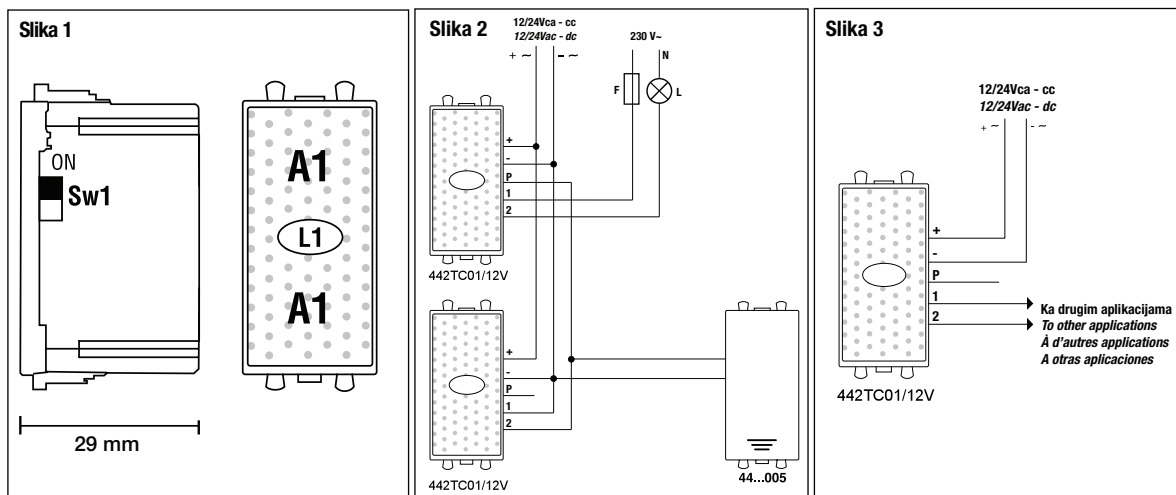 Slika 1
ON
Sw1
A1
L1
A1
29 mm
Slika 2
12/24Vca - cc
12/24Vac - dc
+ ~
- ~
230 V~
N
F
L
+
-
P
1
2
442TC01/12V
+
-
P
1
2
442TC01/12V
44...005
Slika 3
12/24Vca - cc
12/24Vac - dc
+ ~
- ~
+
-
P
1
2
Ka drugim aplikacijama
To other applications
À d'autres applications
A otras aplicaciones
442TC01/12V